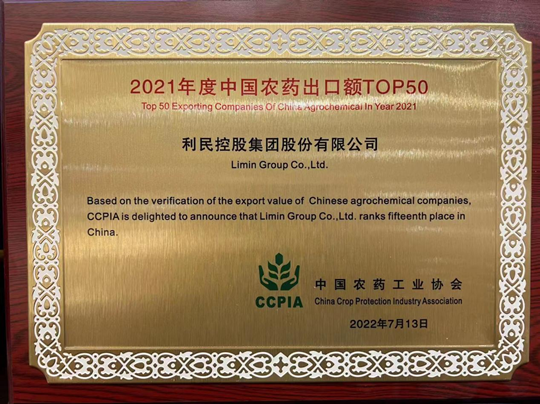 2021年度中国农药出口额TOP50
Top 50 Exporting Companies Of China Agrochemical In Year 2021
利民控股集团股份有限公司
Limin Group Co.,Ltd.
Based on the verification of the export value of Chinese agrochemical companies,
CCPIA is delighted to announce that Limin Group Co.,Ltd. ranks fifteenth place in
China.
CCPIA
中国农药工业协会
China Crop Protection Industry Association
2022年7月13日